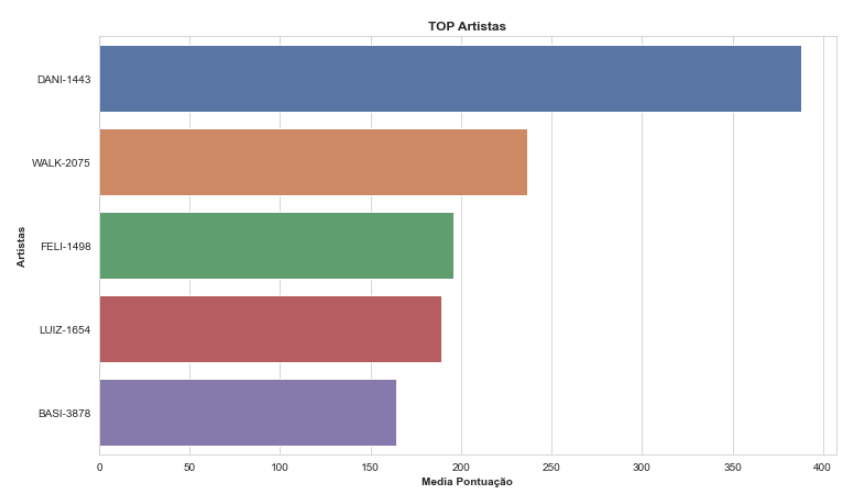 TOP Artistas
DANI-1443
WALK-2075
FELI-1498
LUIZ-1654
BASI-3878
Artistas
0 50 100 150 200 250 300 350 400
Media Pontuação